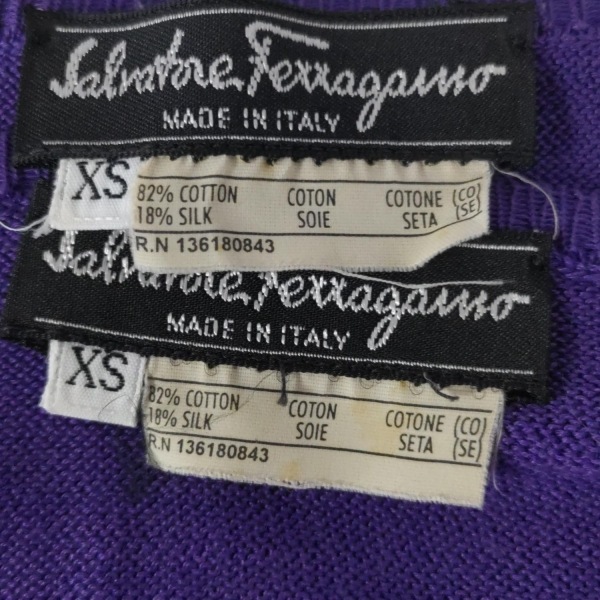 Salvatore Ferragamo
MADE IN ITALY
XS
82% COTTON COTON COTONE (CO)
18% SILK SOIE SETA (SE)
R.N 136180843
Salvatore Ferragamo
MADE IN ITALY
XS
82% COTTON COTON COTONE (CO)
18% SILK SOIE SETA (SE)
R.N 136180843